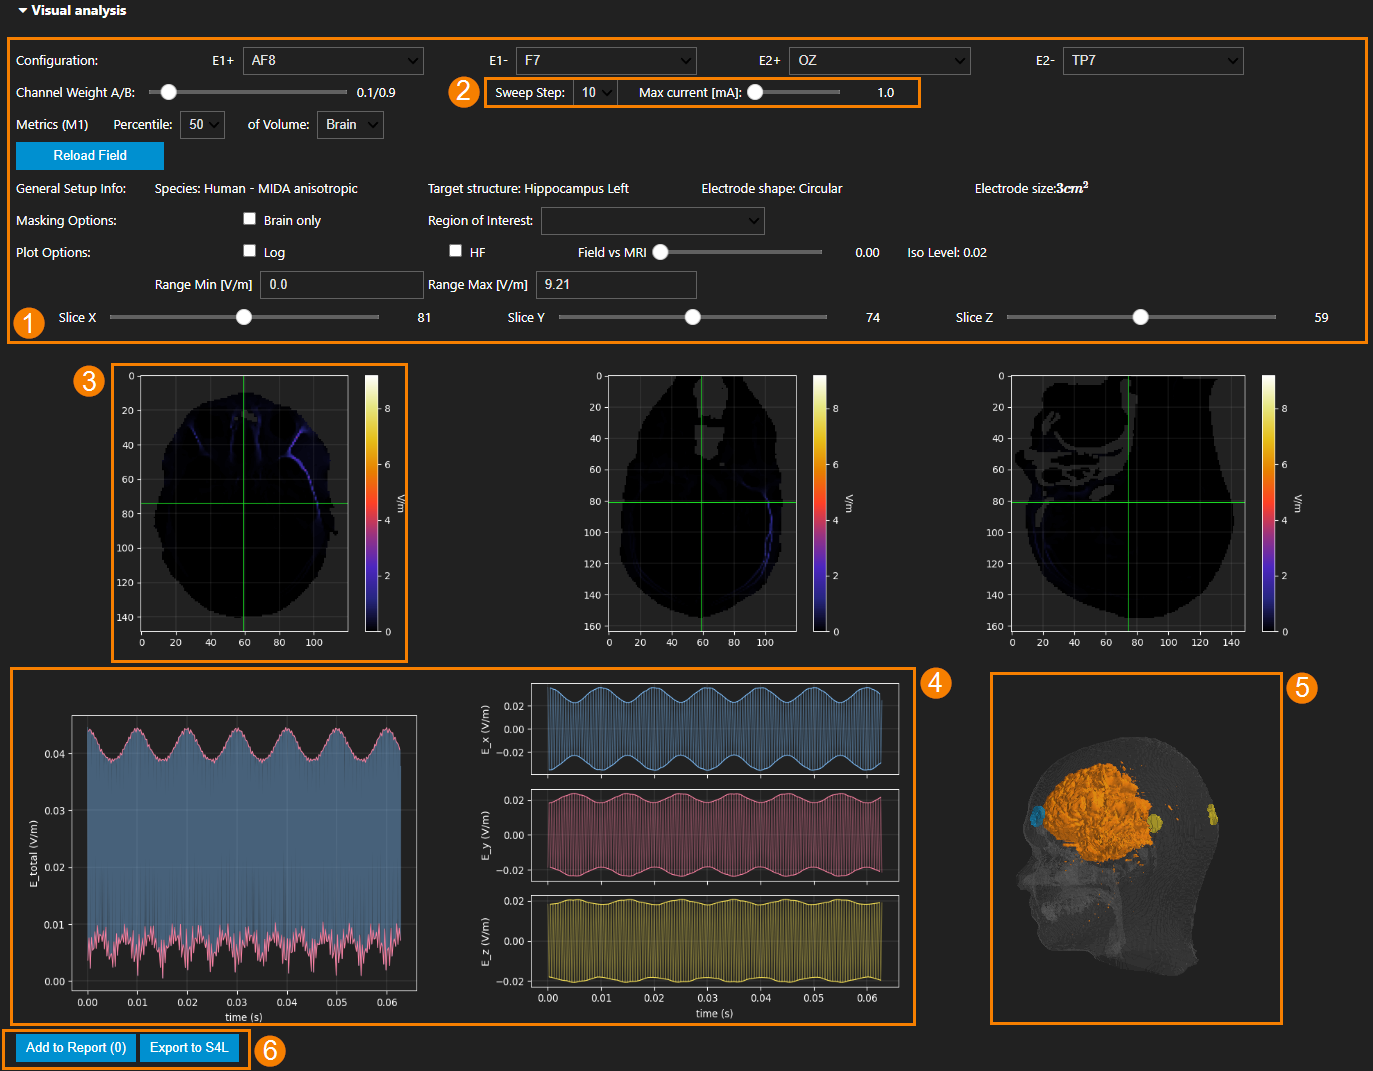 Visual analysis
Configuration: E1+ AF8 E1- F7 E2+ OZ E2- TP7
Channel Weight A/B: 0.1/0.9 2 Sweep Step: 10 Max current [mA]: 1.0
Metrics (M1) Percentile: 50 of Volume: Brain
Reload Field
General Setup Info: Species: Human - MIDA anisotropic Target structure: Hippocampus Left Electrode shape: Circular Electrode size:3cm²
Masking Options: Brain only Region of Interest:
Plot Options: Log HF Field vs MRI 0.00 Iso Level: 0.02
Range Min [V/m] 0.0 Range Max [V/m] 9.21
1 Slice X 81 Slice Y 74 Slice Z 59
3
0
20
40
60
80
100
120
140
0 20 40 60 80 100
8
6
4
2
0
V/m
0
20
40
60
80
100
120
140
160
0 20 40 60 80 100
8
6
4
2
0
V/m
0
20
40
60
80
100
120
140
160
0 20 40 60 80 100 120 140
8
6
4
2
0
V/m
4
E_total (V/m)
0.04
0.03
0.02
0.01
0.00
0.00 0.01 0.02 0.03 0.04 0.05 0.06
time (s)
E_x (V/m)
0.02
0.00
−0.02
E_y (V/m)
0.02
0.00
−0.02
E_z (V/m)
0.02
0.00
−0.02
0.00 0.01 0.02 0.03 0.04 0.05 0.06
time (s)
5
Add to Report (0) Export to S4L 6